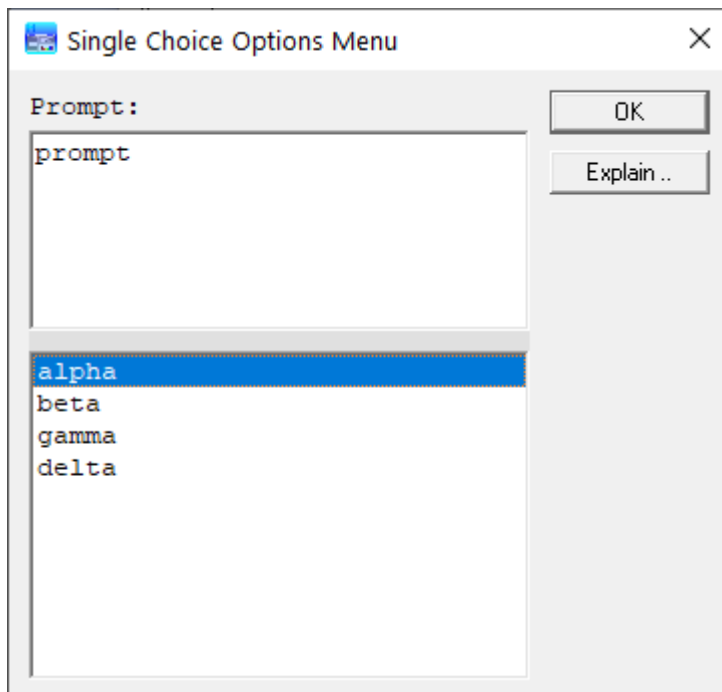 Single Choice Options Menu
Prompt:
OK
prompt
Explain ..
alpha
beta
gamma
delta